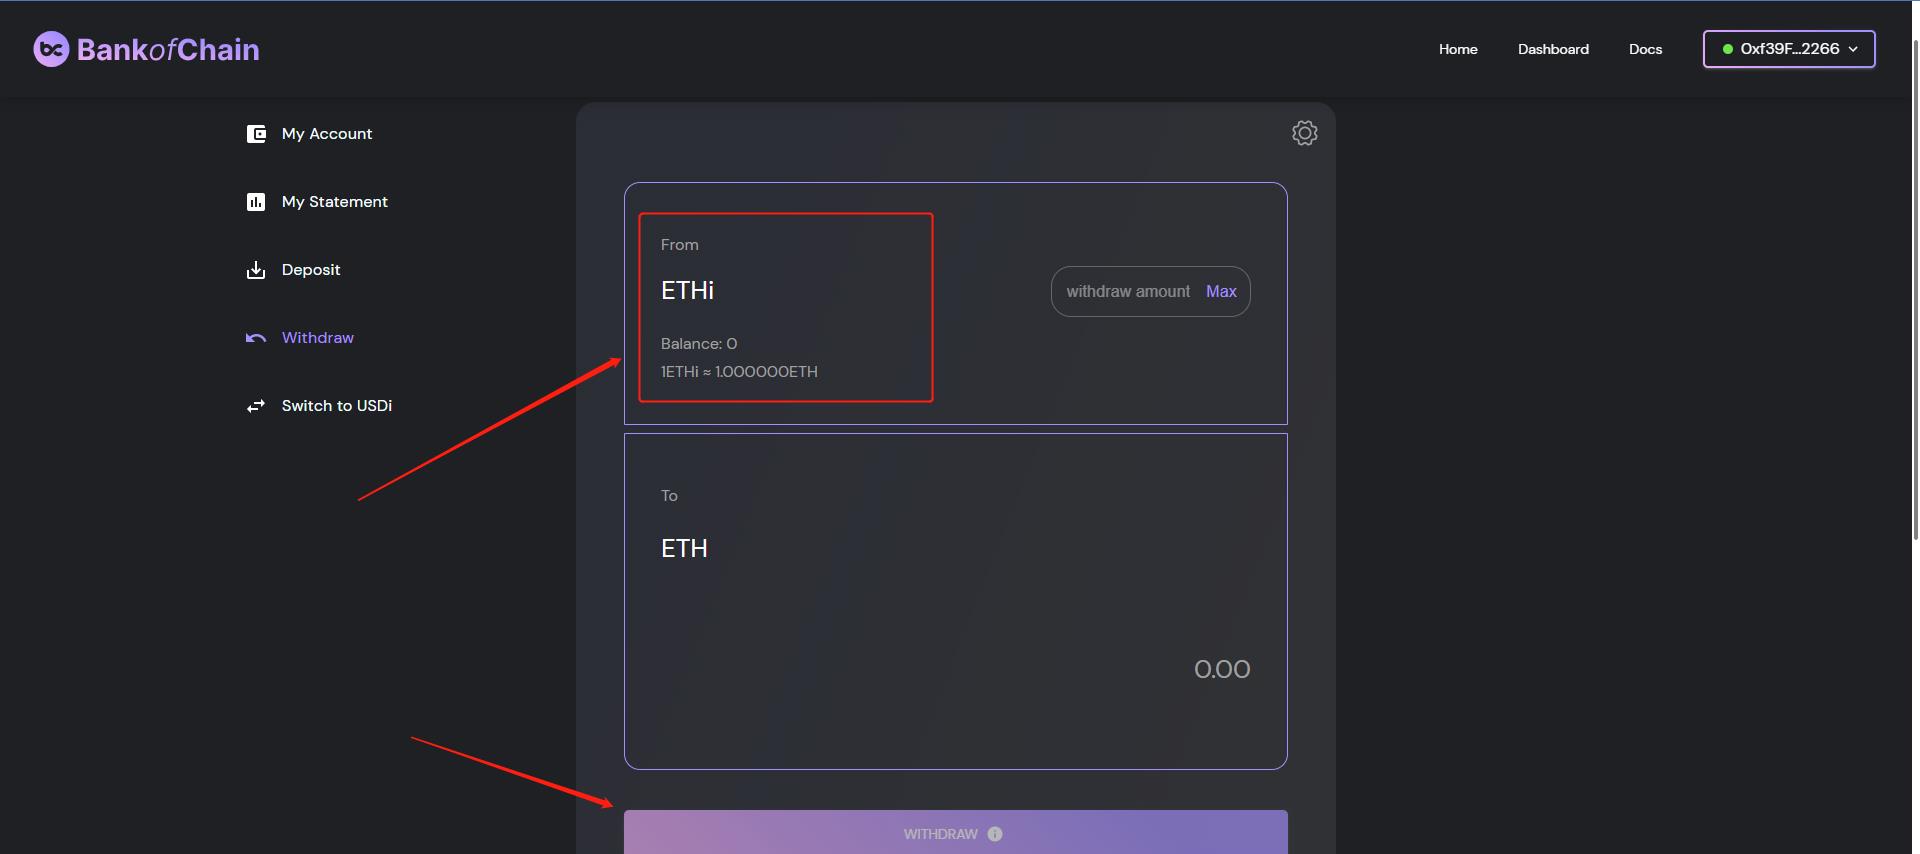 BankofChain
Home Dashboard Docs 0xf39F...2266
My Account
My Statement
Deposit
Withdraw
Switch to USDi
From
ETHi
withdraw amount Max
Balance: 0
1ETHi ≈ 1.000000ETH
To
ETH
0.00
WITHDRAW